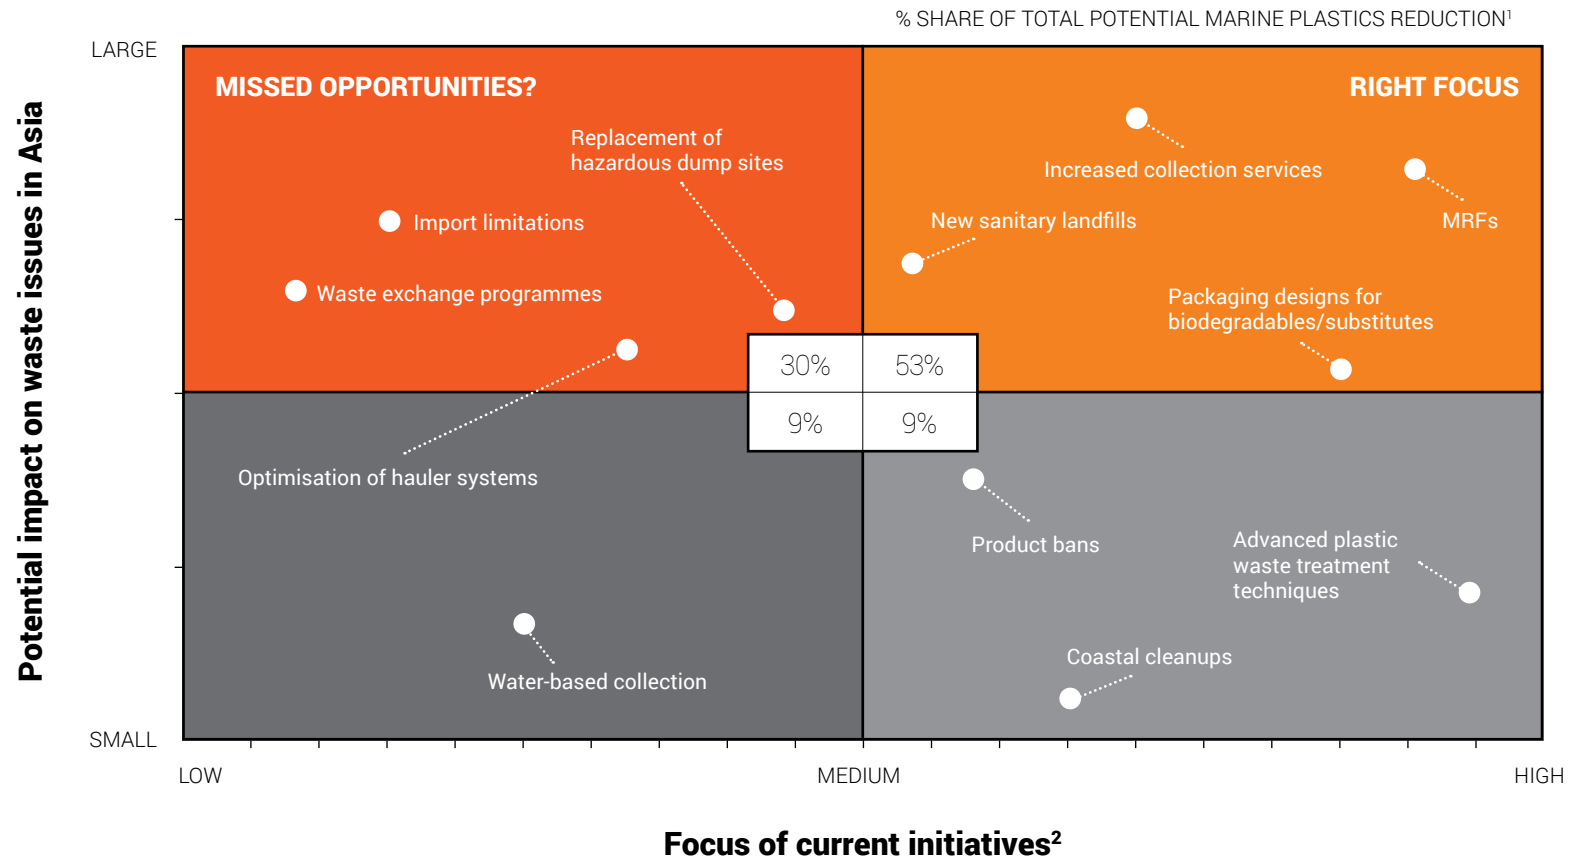 % SHARE OF TOTAL POTENTIAL MARINE PLASTICS REDUCTION¹
LARGE
MISSED OPPORTUNITIES?
RIGHT FOCUS
Replacement of
hazardous dump sites
Increased collection services
Import limitations
New sanitary landfills
MRFs
Waste exchange programmes
Packaging designs for
biodegradables/substitutes
30%
53%
9%
9%
Optimisation of hauler systems
Product bans
Advanced plastic
waste treatment
techniques
Coastal cleanups
Water-based collection
SMALL
LOW
MEDIUM
HIGH
Potential impact on waste issues in Asia
Focus of current initiatives²